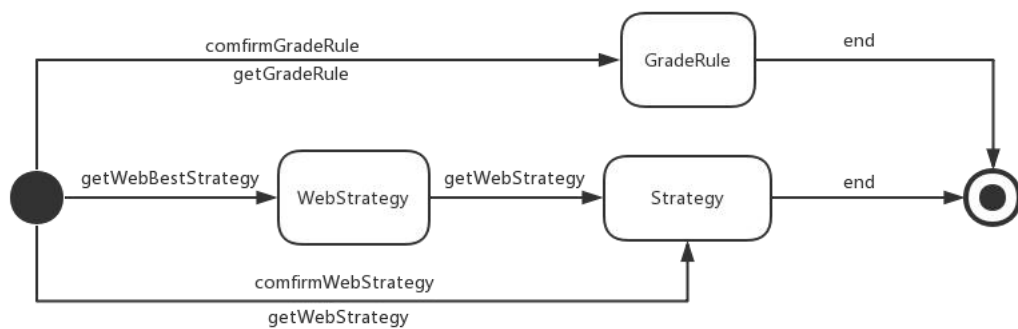 comfirmGradeRule
getGradeRule
GradeRule
end
getWebBestStrategy
WebStrategy
getWebStrategy
Strategy
end
comfirmWebStrategy
getWebStrategy